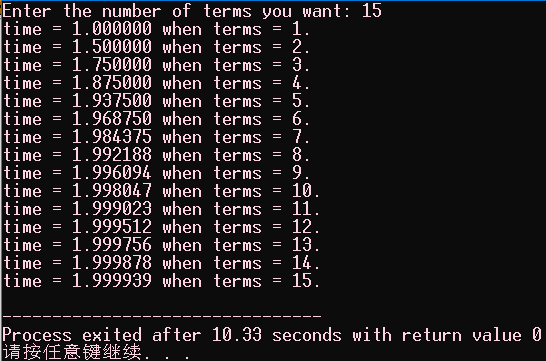 Enter the number of terms you want: 15
time = 1.000000 when terms = 1.
time = 1.500000 when terms = 2.
time = 1.750000 when terms = 3.
time = 1.875000 when terms = 4.
time = 1.937500 when terms = 5.
time = 1.968750 when terms = 6.
time = 1.984375 when terms = 7.
time = 1.992188 when terms = 8.
time = 1.996094 when terms = 9.
time = 1.998047 when terms = 10.
time = 1.999023 when terms = 11.
time = 1.999512 when terms = 12.
time = 1.999756 when terms = 13.
time = 1.999878 when terms = 14.
time = 1.999939 when terms = 15.
--------------------------------
Process exited after 10.33 seconds with return value 0
请按任意键继续. . .